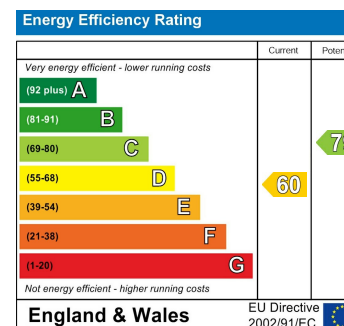 Energy Efficiency Rating
Current
Very energy efficient - lower running costs
(92 plus) A
(81-91) B
(69-80) C
(55-68) D
60
(39-54) E
(21-38) F
(1-20) G
Not energy efficient - higher running costs
England & Wales
EU Directive
2002/91/EC